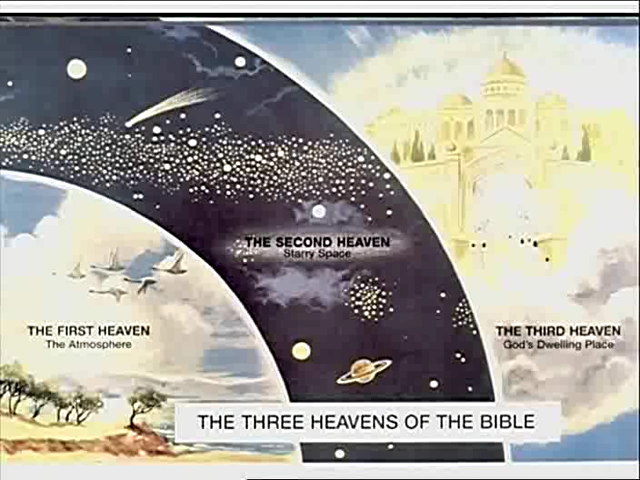 THE SECOND HEAVEN
Starry Space
THE FIRST HEAVEN
The Atmosphere
THE THIRD HEAVEN
God's Dwelling Place
THE THREE HEAVENS OF THE BIBLE